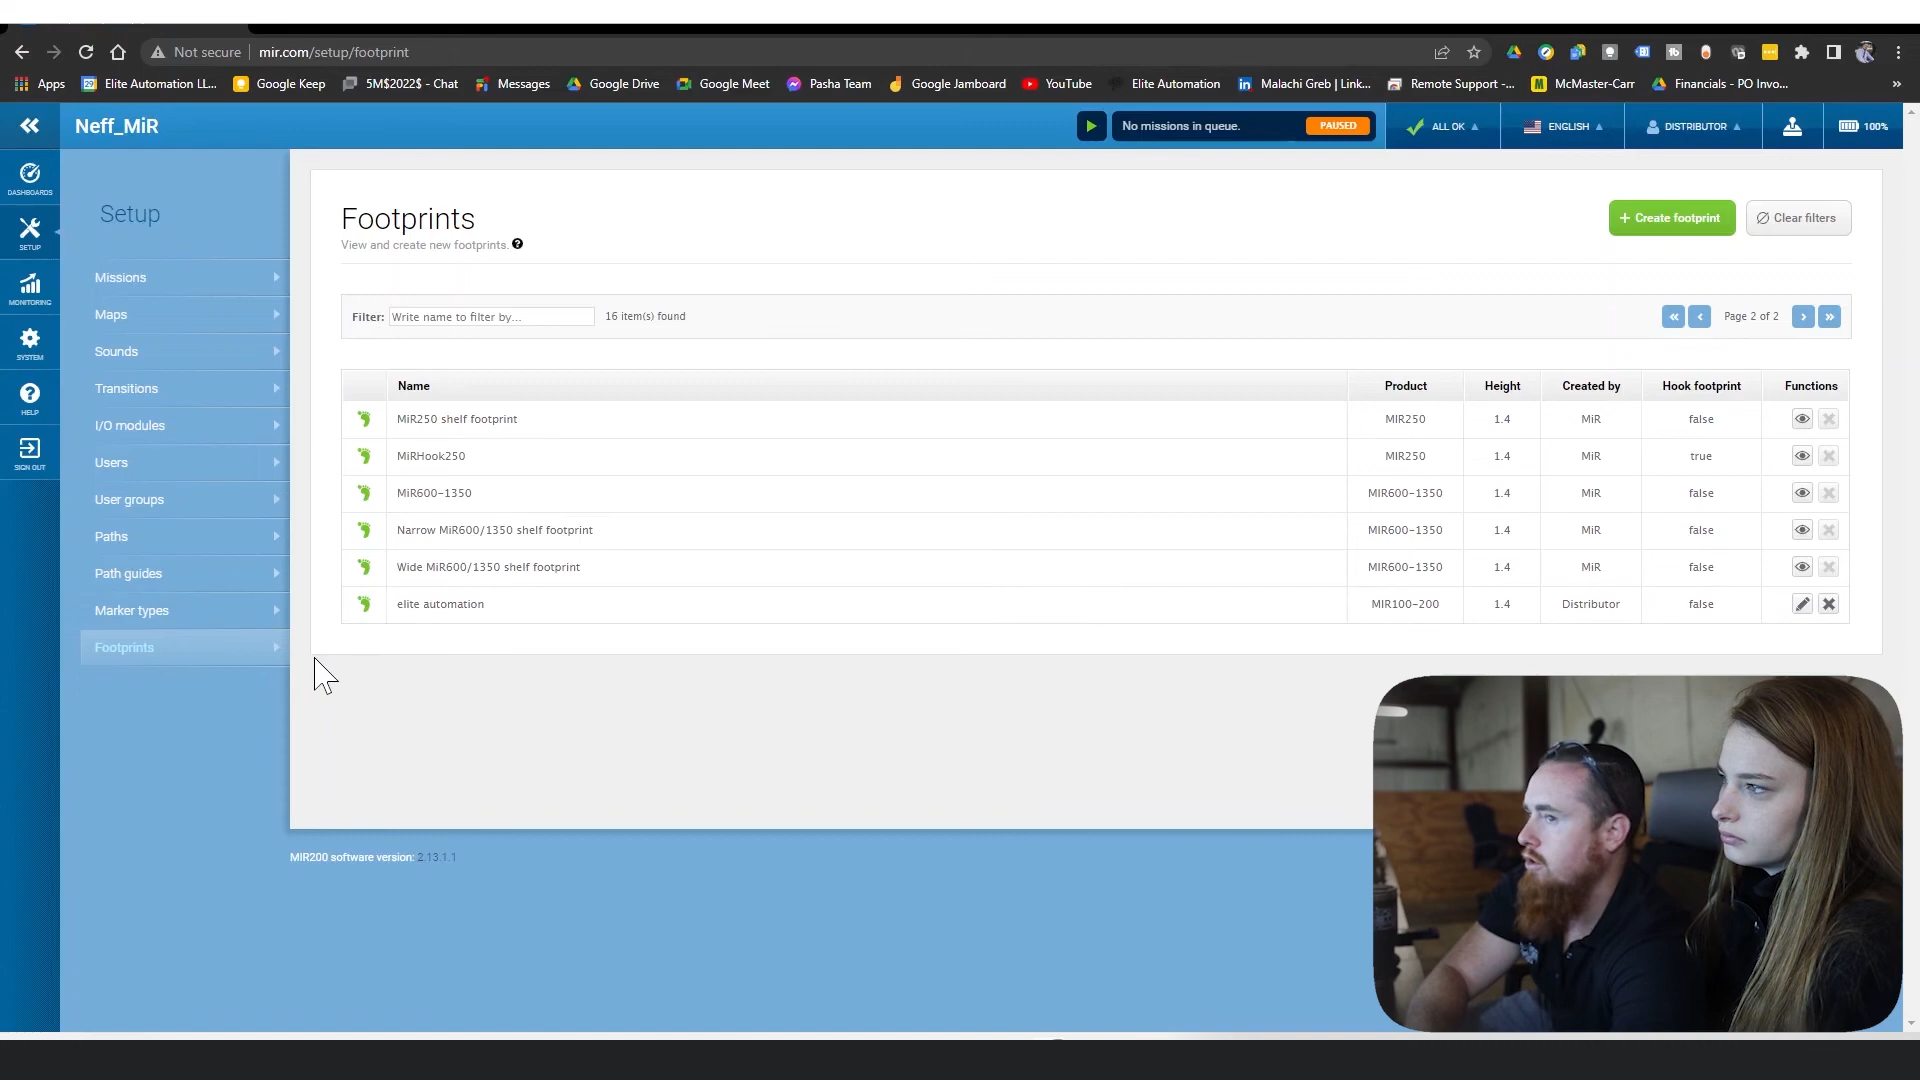 Not secure mir.com/setup/footprint
Apps Elite Automation LL... Google Keep 5M$2022$ - Chat Messages Google Drive Google Meet Pasha Team Google Jamboard YouTube Elite Automation Malachi Greb | Link... Remote Support -... McMaster-Carr Financials - PO Invo...
Neff_MiR No missions in queue. PAUSED ALL OK ENGLISH DISTRIBUTOR 100%
DASHBOARDS
SETUP
MONITORING
SYSTEM
HELP
SIGN OUT
Setup
Missions
Maps
Sounds
Transitions
I/O modules
Users
User groups
Paths
Path guides
Marker types
Footprints
Footprints
View and create new footprints.
+ Create footprint
Clear filters
Filter: Write name to filter by... 16 item(s) found « ‹ Page 2 of 2 › »
Name Product Height Created by Hook footprint Functions
MiR250 shelf footprint MIR250 1.4 MiR false
MiRHook250 MIR250 1.4 MiR true
MiR600-1350 MIR600-1350 1.4 MiR false
Narrow MiR600/1350 shelf footprint MIR600-1350 1.4 MiR false
Wide MiR600/1350 shelf footprint MIR600-1350 1.4 MiR false
elite automation MIR100-200 1.4 Distributor false
MIR200 software version: 2.13.1.1